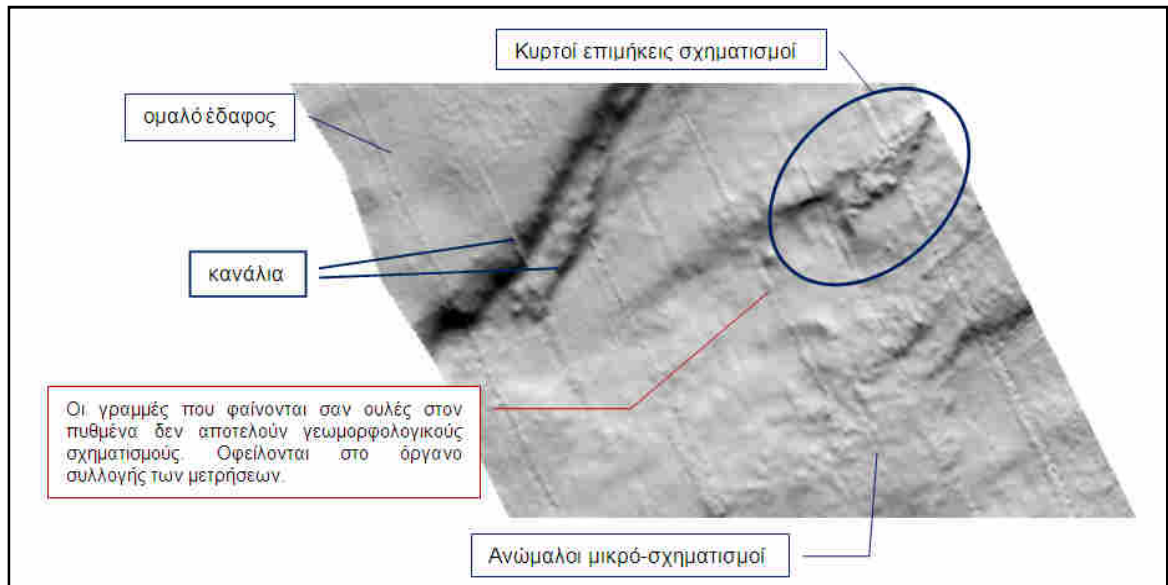 Κυρτοί επιμήκεις σχηματισμοί
ομαλό έδαφος
κανάλια
Οι γραμμές που φαίνονται σαν ουλές στον
πυθμένα δεν αποτελούν γεωμορφολογικούς
σχηματισμούς. Οφείλονται στο όργανο
συλλογής των μετρήσεων.
Ανώμαλοι μικρό-σχηματισμοί